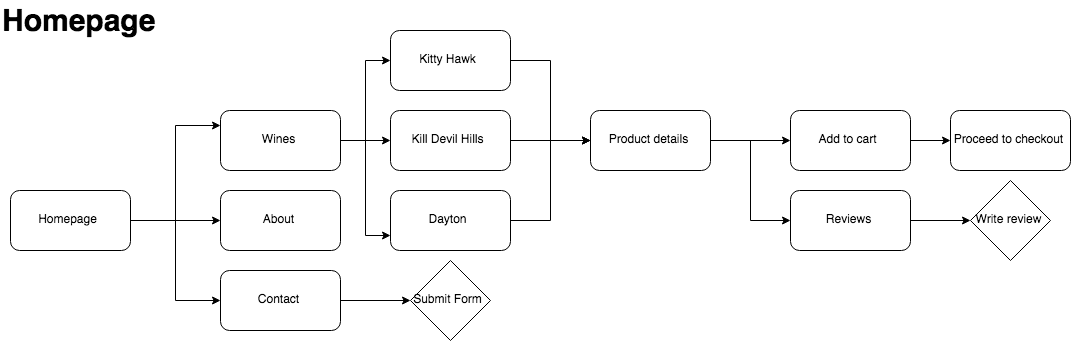 Homepage
Kitty Hawk
Wines
Kill Devil Hills
Product details
Add to cart
Proceed to checkout
Homepage
About
Dayton
Reviews
Write review
Contact
Submit Form